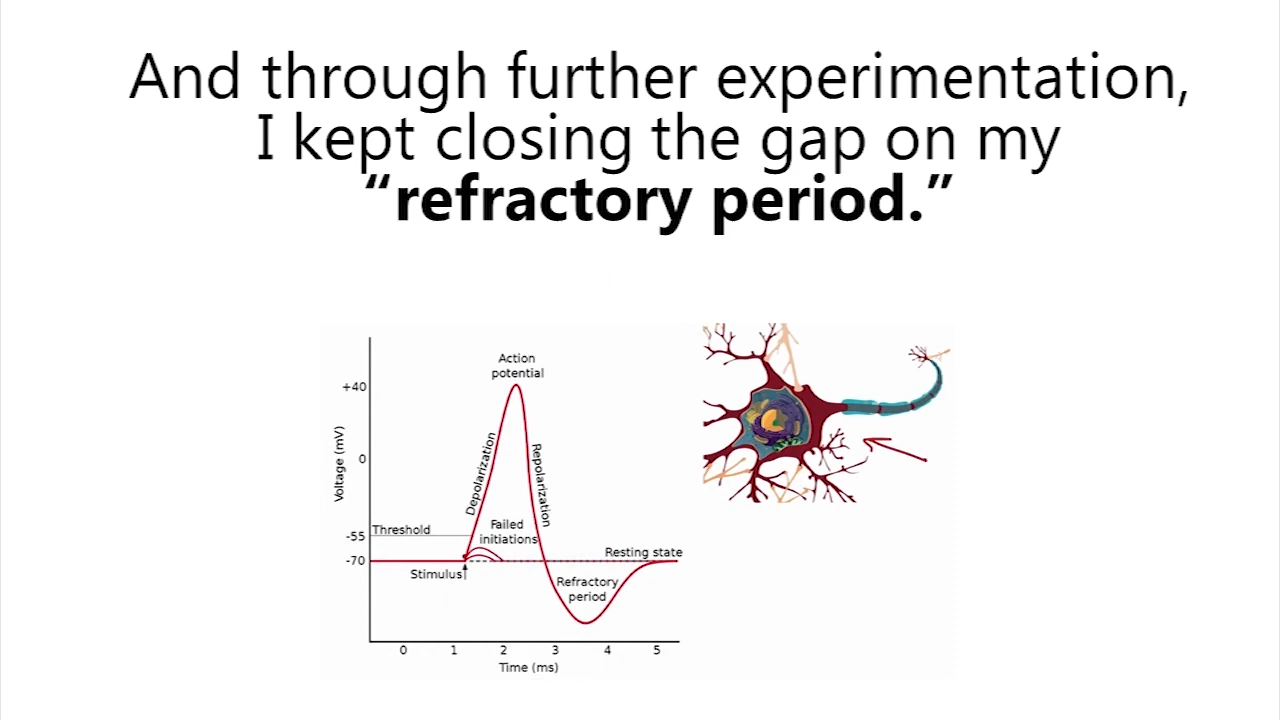 And through further experimentation,
I kept closing the gap on my
“refractory period.”
Action
potential
+40
0
-55
-70
Voltage (mV)
Depolarization
Repolarization
Threshold
Failed
initiations
Resting state
Stimulus
Refractory
period
0 1 2 3 4 5
Time (ms)